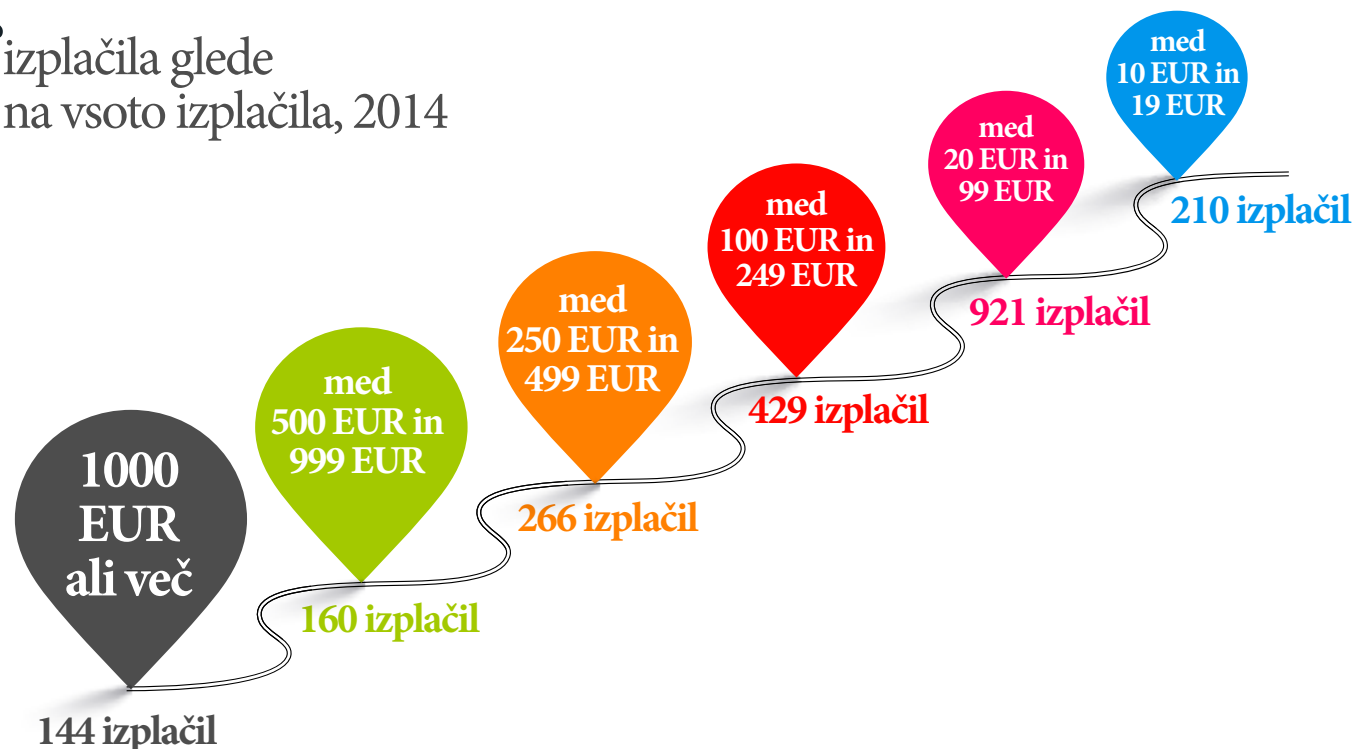 izplačila glede
na vsoto izplačila, 2014
1000
EUR
ali več
144 izplačil
med
500 EUR in
999 EUR
160 izplačil
med
250 EUR in
499 EUR
266 izplačil
med
100 EUR in
249 EUR
429 izplačil
med
20 EUR in
99 EUR
921 izplačil
med
10 EUR in
19 EUR
210 izplačil